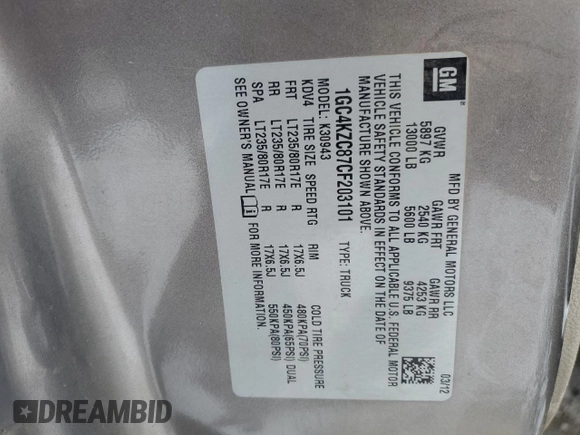 GM
®
MFD BY GENERAL MOTORS LLC
03/12
GVWR GAWR FRT GAWR RR
5897 KG 2540 KG 4253 KG
13000 LB 5600 LB 9375 LB
THIS VEHICLE CONFORMS TO ALL APPLICABLE U.S. FEDERAL MOTOR
VEHICLE SAFETY STANDARDS IN EFFECT ON THE DATE OF
MANUFACTURE SHOWN ABOVE.
1GC4KZC87CF203101 TYPE: TRUCK
MODEL: K30943
KDV4 TIRE SIZE SPEED RTG RIM COLD TIRE PRESSURE
FRT LT235/80R17E R 17X6.5J 480KPA(70PSI)
RR LT235/80R17E R 17X6.5J 450KPA(65PSI) DUAL
SPA LT235/80R17E R 17X6.5J 550KPA(80PSI)
SEE OWNER'S MANUAL i FOR MORE INFORMATION.
DREAMBID